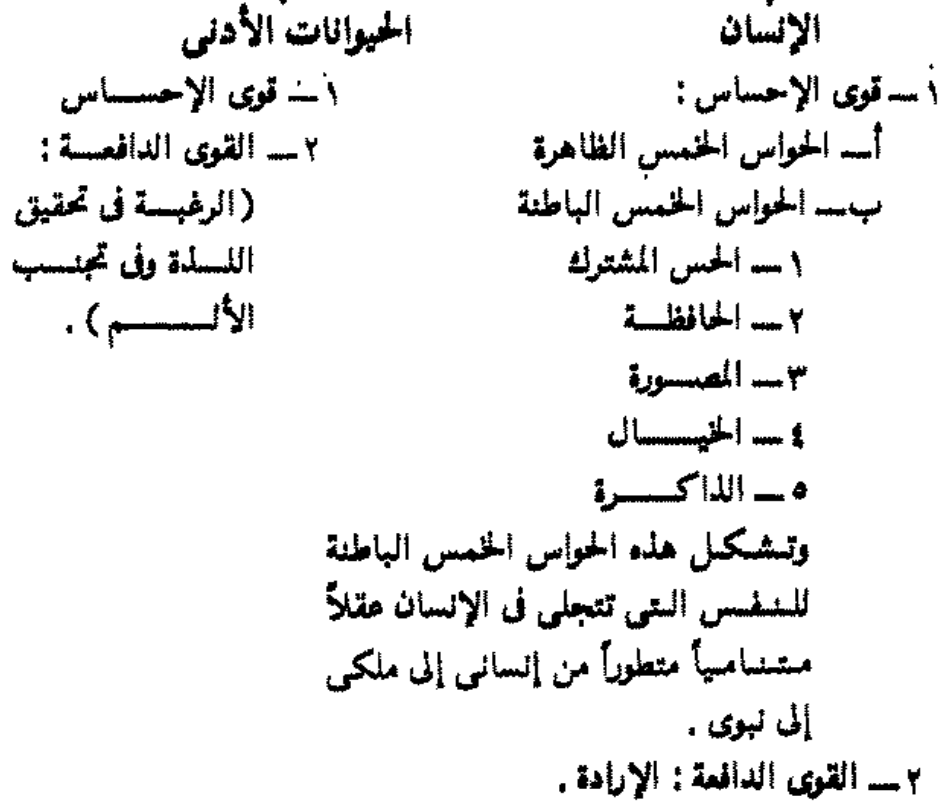 الإنسان
١ — قوى الإحساس :
أ — الحواس الخمس الظاهرة
ب — الحواس الخمس الباطنة
١ — الحس المشترك
٢ — الحافظة
٣ — المصورة
٤ — الخيال
٥ — الذاكرة
وتشكل هذه الحواس الخمس الباطنة
للنفس التى تتجلى فى الإنسان عقلاً
متنامياً متطوراً من إنسانى إلى ملكى
إلى نبوى .
٢ — القوى الدافعة : الإرادة .
الحيوانات الأدنى
١ — قوى الإحساس
٢ — القوى الدافعة :
(الرغبة فى تحقيق
اللذة وفى تجنب
الألم) .